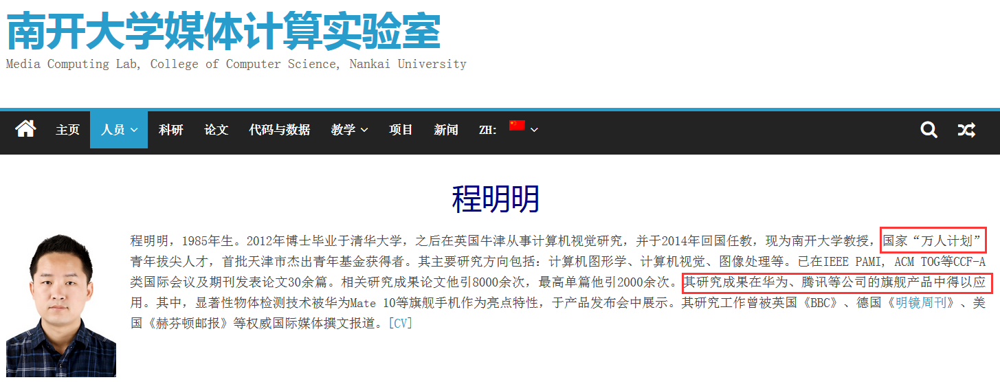 南开大学媒体计算实验室
Media Computing Lab, College of Computer Science, Nankai University
主页 人员 科研 论文 代码与数据 教学 项目 新闻 ZH:
程明明
程明明，1985年生。2012年博士毕业于清华大学，之后在英国牛津从事计算机视觉研究，并于2014年回国任教，现为南开大学教授，国家“万人计划”
青年拔尖人才，首批天津市杰出青年基金获得者。其主要研究方向包括：计算机图形学、计算机视觉、图像处理等。已在IEEE PAMI, ACM TOG等CCF-A
类国际会议及期刊发表论文30余篇。相关研究成果论文他引8000余次，最高单篇他引2000余次。其研究成果在华为、腾讯等公司的旗舰产品中得以应
用。其中，显著性物体检测技术被华为Mate 10等旗舰手机作为亮点特性，于产品发布会中展示。其研究工作曾被英国《BBC》、德国《明镜周刊》、美
国《赫芬顿邮报》等权威国际媒体撰文报道。[CV]